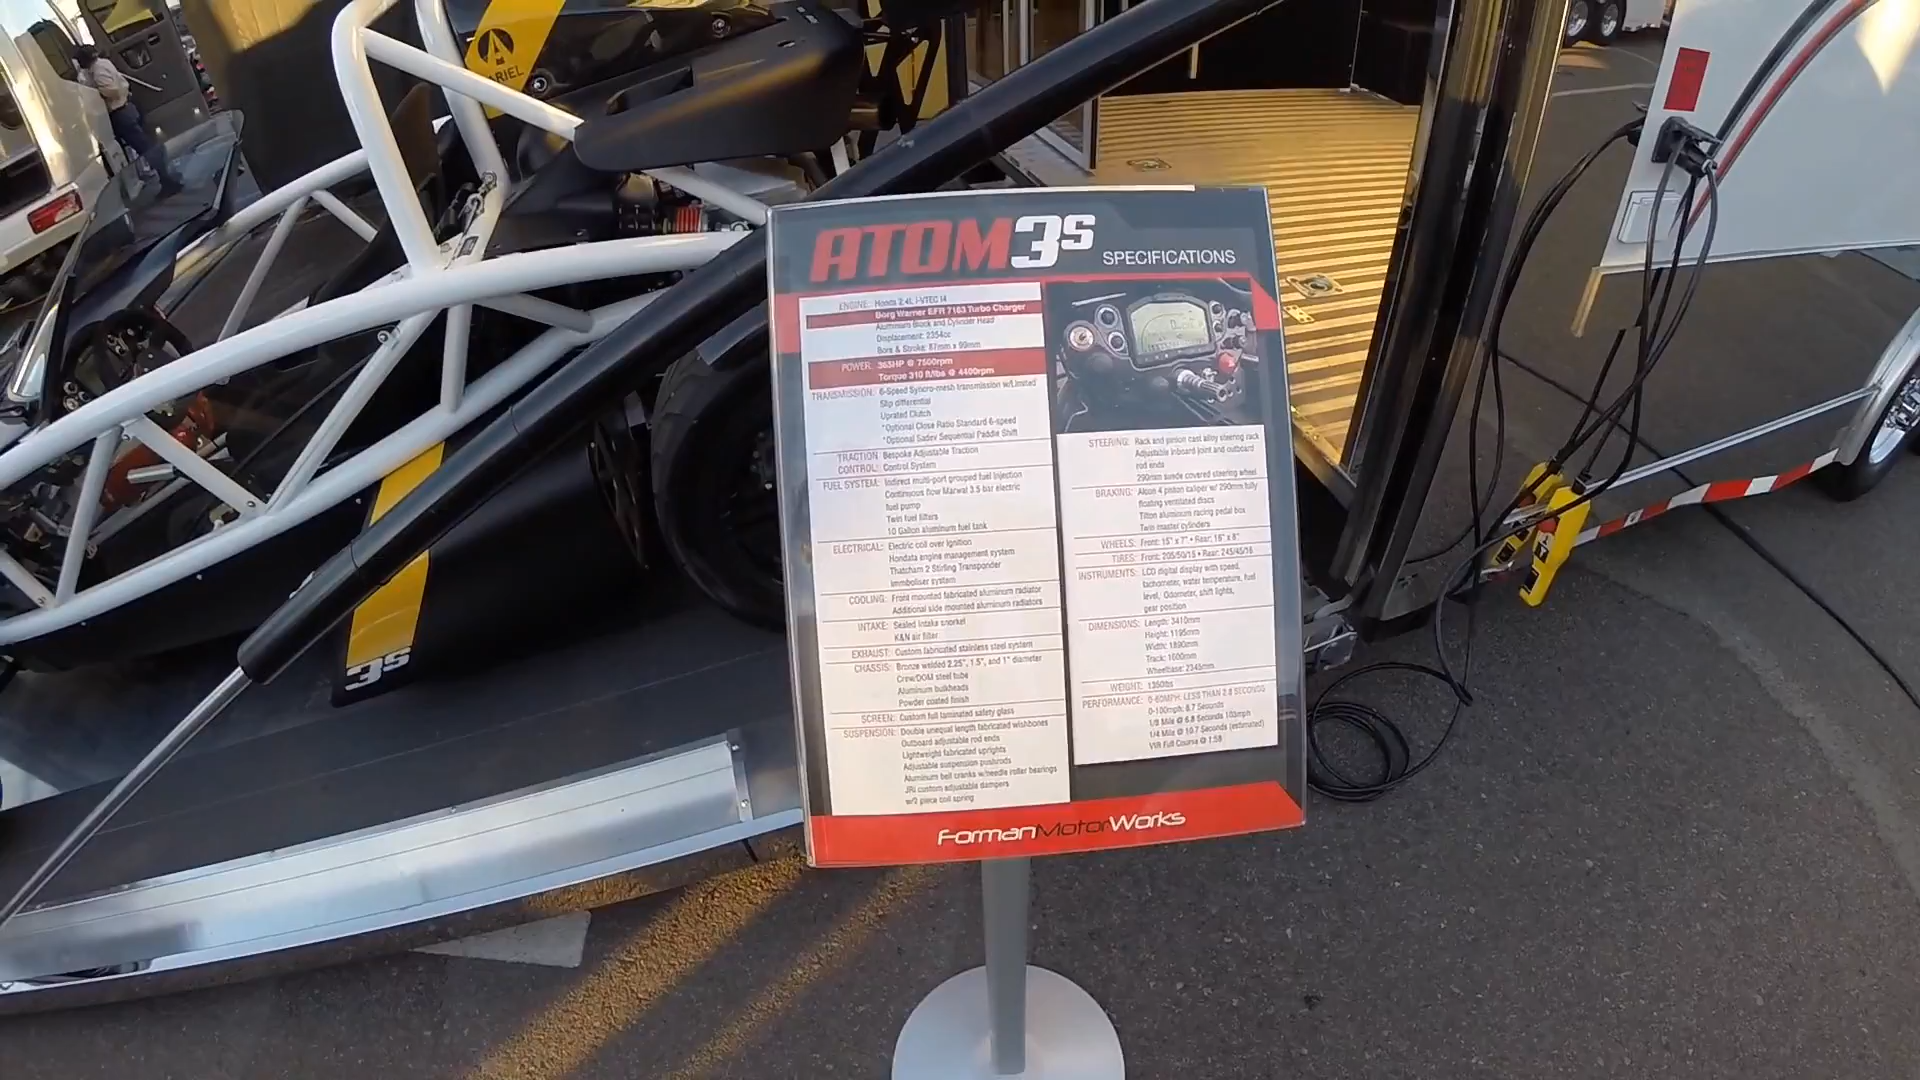 ARIEL
ATOM 3S
SPECIFICATIONS
ENGINE: Honda 2.4L i-VTEC I4
Borg Warner EFR 7163 Turbo Charger
Aluminum Block and Cylinder Head
Displacement: 2354cc
Bore & Stroke: 87mm x 99mm
POWER: 365HP @ 7500rpm
Torque 310 ft/lbs @ 4400rpm
TRANSMISSION: 6-Speed Syncro-mesh transmission w/Limited
Slip differential
Uprated Clutch
*Optional Close Ratio Standard 6-speed
*Optional Sadev Sequential Paddle Shift
TRACTION CONTROL: Bespoke Adjustable Traction
Control System
FUEL SYSTEM: Indirect multi-port grouped fuel injection
Continuous flow Marwal 3.5 bar electric
fuel pump
Twin fuel filters
10 Gallon aluminum fuel tank
ELECTRICAL: Electric coil over ignition
Hondata engine management system
Thatcham 2 Stirling Transponder
immboliser system
COOLING: Front mounted fabricated aluminum radiator
Additional side mounted aluminum radiators
INTAKE: Sealed intake snorkel
K&N air filter
EXHAUST: Custom fabricated stainless steel system
CHASSIS: Bronze welded 2.25", 1.5", and 1" diameter
Crew/DOM steel tube
Aluminum bulkheads
Powder coated finish
SCREEN: Custom full laminated safety glass
SUSPENSION: Double unequal length fabricated wishbones
Outboard adjustable rod ends
Lightweight fabricated uprights
Adjustable suspension pushrods
Aluminum bell cranks w/needle roller bearings
JRI custom adjustable dampers
w/2 piece coil spring
STEERING: Rack and pinion cast alloy steering rack
Adjustable inboard joint and outboard
rod ends
290mm suede covered steering wheel
BRAKING: Alcon 4 piston caliper w/ 290mm fully
floating ventilated discs
Tilton aluminum racing pedal box
Twin master cylinders
WHEELS: Front: 15" x 7" • Rear: 16" x 8"
TIRES: Front: 205/50/15 • Rear: 245/45/16
INSTRUMENTS: LCD digital display with speed,
tachometer, water temperature, fuel
level, Odometer, shift lights,
gear position
DIMENSIONS: Length: 3410mm
Height: 1195mm
Width: 1890mm
Track: 1600mm
Wheelbase: 2345mm
WEIGHT: 1350lbs
PERFORMANCE: 0-60MPH: LESS THAN 2.8 SECONDS
0-100mph: 6.7 Seconds
1/8 Mile @ 6.8 Seconds 103mph
1/4 Mile @ 10.7 Seconds (estimated)
VIR Full Course @ 1:58
FormanMotorWorks
3S